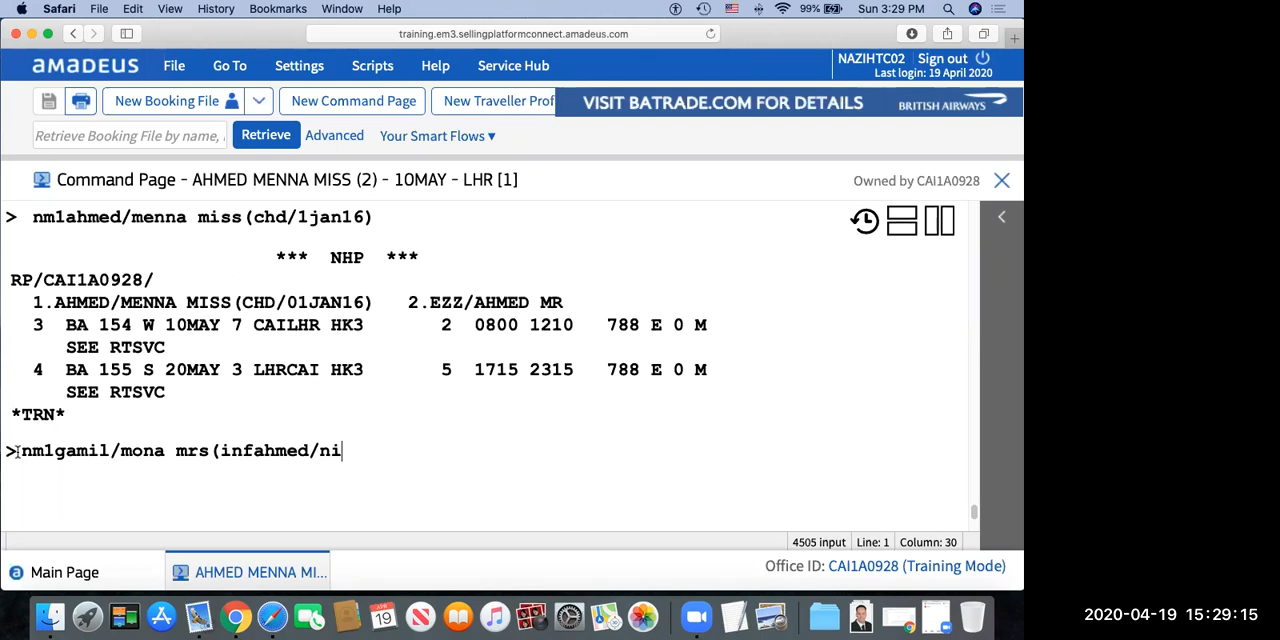 Safari File Edit View History Bookmarks Window Help 99% Sun 3:29 PM
training.em3.sellingplatformconnect.amadeus.com
amadeus File Go To Settings Scripts Help Service Hub NAZIHTC02 Sign out
Last login: 19 April 2020
New Booking File New Command Page New Traveller Prof VISIT BATRADE.COM FOR DETAILS BRITISH AIRWAYS
Retrieve Booking File by name, Retrieve Advanced Your Smart Flows ▾
Command Page - AHMED MENNA MISS (2) - 10MAY - LHR [1] Owned by CAI1A0928
> nm1ahmed/menna miss(chd/1jan16)
*** NHP ***
RP/CAI1A0928/
1.AHMED/MENNA MISS(CHD/01JAN16) 2.EZZ/AHMED MR
3 BA 154 W 10MAY 7 CAILHR HK3 2 0800 1210 788 E 0 M
SEE RTSVC
4 BA 155 S 20MAY 3 LHRCAI HK3 5 1715 2315 788 E 0 M
SEE RTSVC
*TRN*
>nm1gamil/mona mrs(infahmed/ni
4505 input Line: 1 Column: 30
Main Page AHMED MENNA MI... Office ID: CAI1A0928 (Training Mode)
2020-04-19 15:29:15